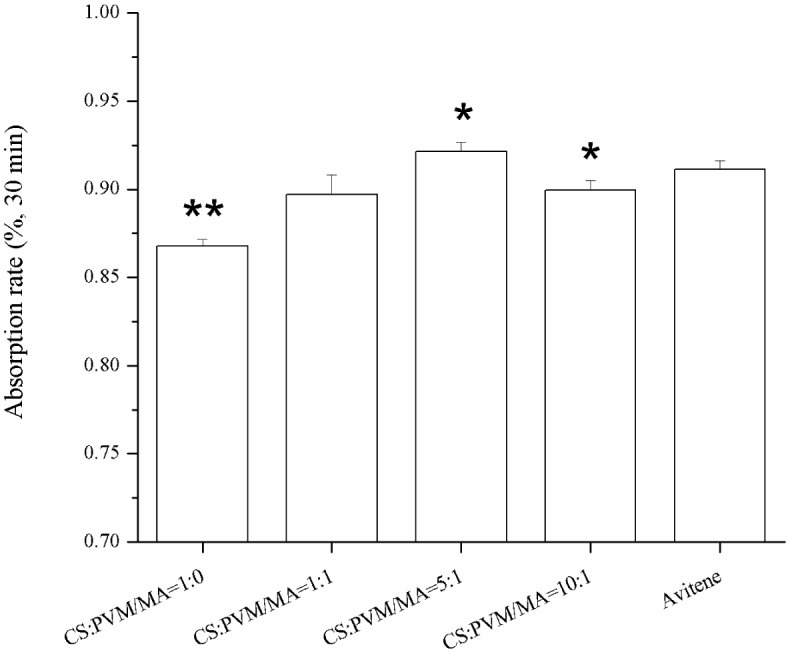 Absorption rate (%, 30 min)
1.00
0.95
0.90
0.85
0.80
0.75
0.70
**
*
*
CS:PVM/MA=1:0
CS:PVM/MA=1:1
CS:PVM/MA=5:1
CS:PVM/MA=10:1
Avitene